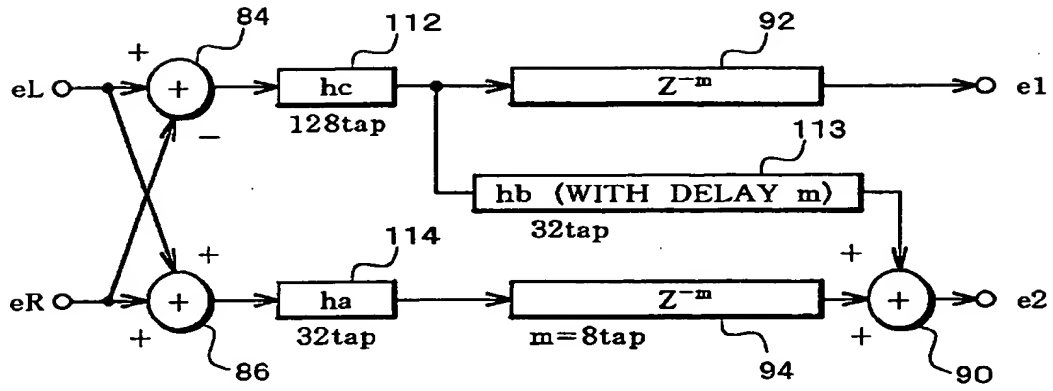 84
112
92
+
eL
+
hc
Z⁻ᵐ
e1
−
128tap
113
hb (WITH DELAY m)
32tap
114
+
+
eR
+
ha
Z⁻ᵐ
+
e2
+
32tap
m=8tap
+
86
94
90